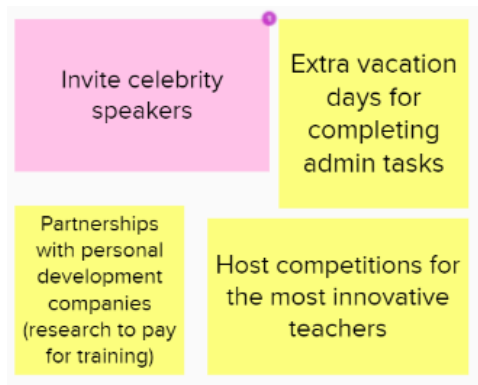 Invite celebrity
speakers
Extra vacation
days for
completing
admin tasks
Partnerships
with personal
development
companies
(research to pay
for training)
Host competitions for
the most innovative
teachers